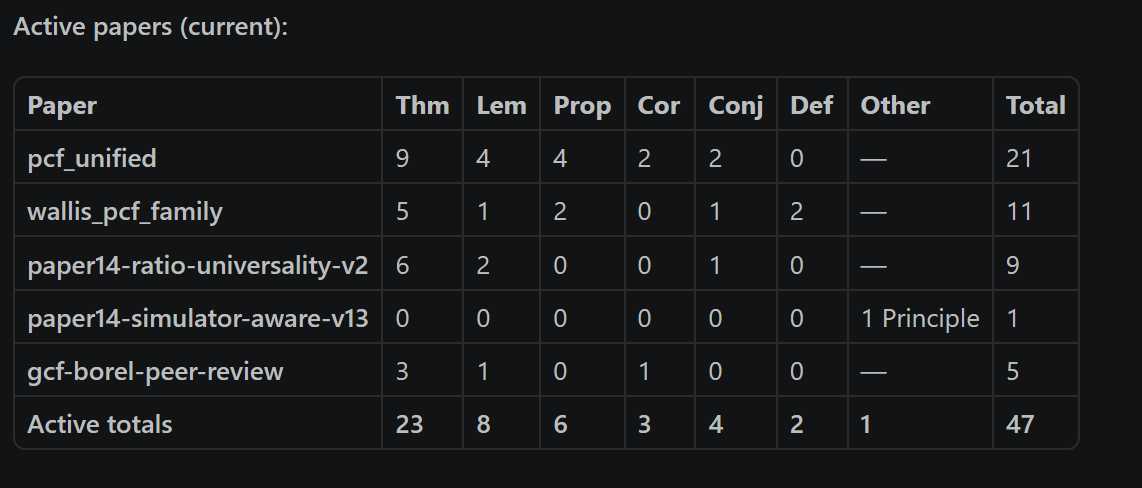 Active papers (current):
Paper Thm Lem Prop Cor Conj Def Other Total
pcf_unified 9 4 4 2 2 0 — 21
wallis_pcf_family 5 1 2 0 1 2 — 11
paper14-ratio-universality-v2 6 2 0 0 1 0 — 9
paper14-simulator-aware-v13 0 0 0 0 0 0 1 Principle 1
gcf-borel-peer-review 3 1 0 1 0 0 — 5
Active totals 23 8 6 3 4 2 1 47